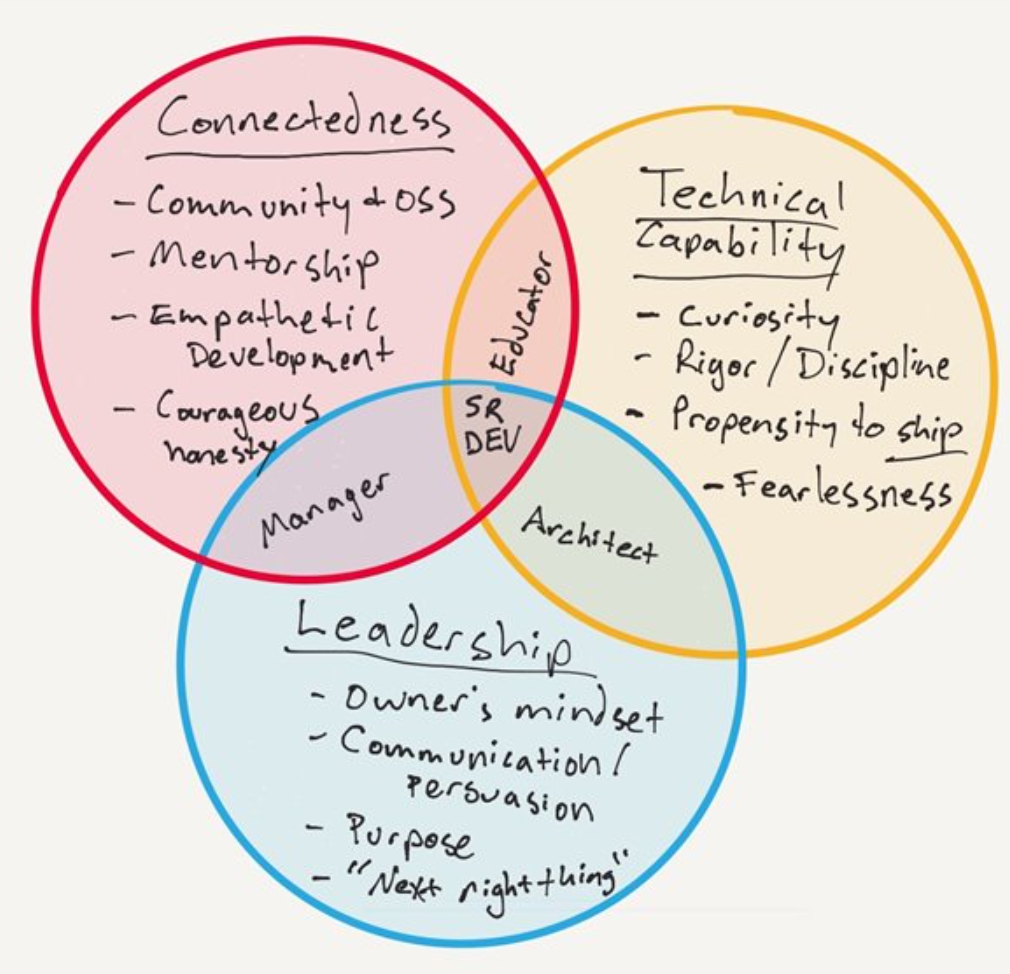 Connectedness
- Community & OSS
- Mentorship
- Empathetic
Development
- Courageous
honesty
Technical
Capability
- Curiosity
- Rigor / Discipline
- Propensity to ship
- Fearlessness
Educator
SR
DEV
Manager
Architect
Leadership
- Owner's mindset
- Communication /
Persuasion
- Purpose
- "Next right thing"